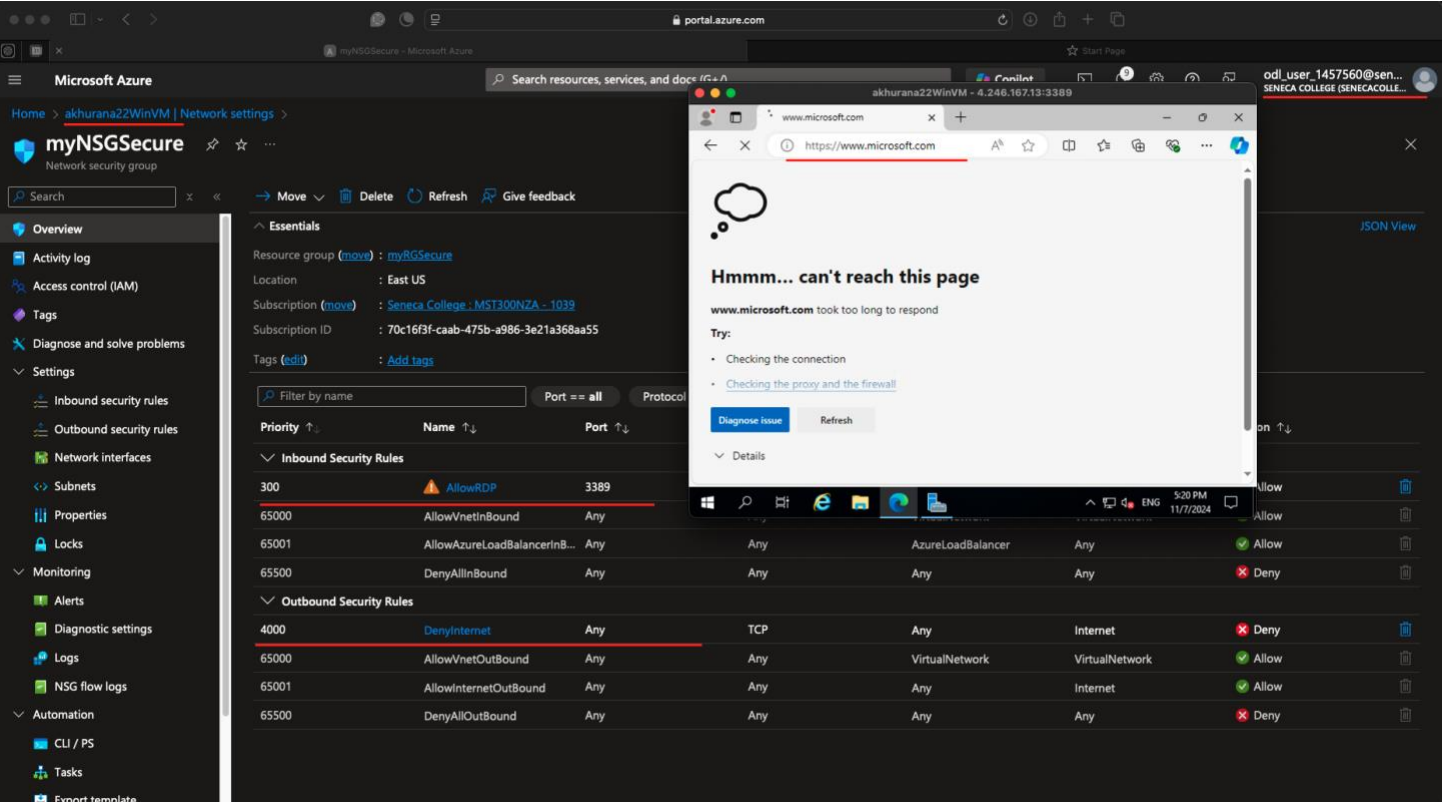 portal.azure.com
myNSGSecure - Microsoft Azure
Start Page
Microsoft Azure
Search resources, services, and docs (G+/)
Copilot
9
odl_user_1457560@sen...
SENECA COLLEGE (SENECACOLLE...
Home > akhurana22WinVM | Network settings >
myNSGSecure
Network security group
Search
Overview
Activity log
Access control (IAM)
Tags
Diagnose and solve problems
Settings
Inbound security rules
Outbound security rules
Network interfaces
Subnets
Properties
Locks
Monitoring
Alerts
Diagnostic settings
Logs
NSG flow logs
Automation
CLI / PS
Tasks
Export template
Move Delete Refresh Give feedback
Essentials
JSON View
Resource group (move) : myRGSecure
Location : East US
Subscription (move) : Seneca College : MST300NZA - 1039
Subscription ID : 70c16f3f-caab-475b-a986-3e21a368aa55
Tags (edit) : Add tags
Filter by name Port == all Protocol
Priority Name Port on
Inbound Security Rules
300 AllowRDP 3389 Allow
65000 AllowVnetInBound Any Allow
65001 AllowAzureLoadBalancerInB... Any Any AzureLoadBalancer Any Allow
65500 DenyAllInBound Any Any Any Any Deny
Outbound Security Rules
4000 DenyInternet Any TCP Any Internet Deny
65000 AllowVnetOutBound Any Any VirtualNetwork VirtualNetwork Allow
65001 AllowInternetOutBound Any Any Any Internet Allow
65500 DenyAllOutBound Any Any Any Any Deny
akhurana22WinVM - 4.246.167.13:3389
www.microsoft.com
https://www.microsoft.com
Hmmm... can't reach this page
www.microsoft.com took too long to respond
Try:
Checking the connection
Checking the proxy and the firewall
Diagnose issue Refresh
Details
ENG
5:20 PM
11/7/2024